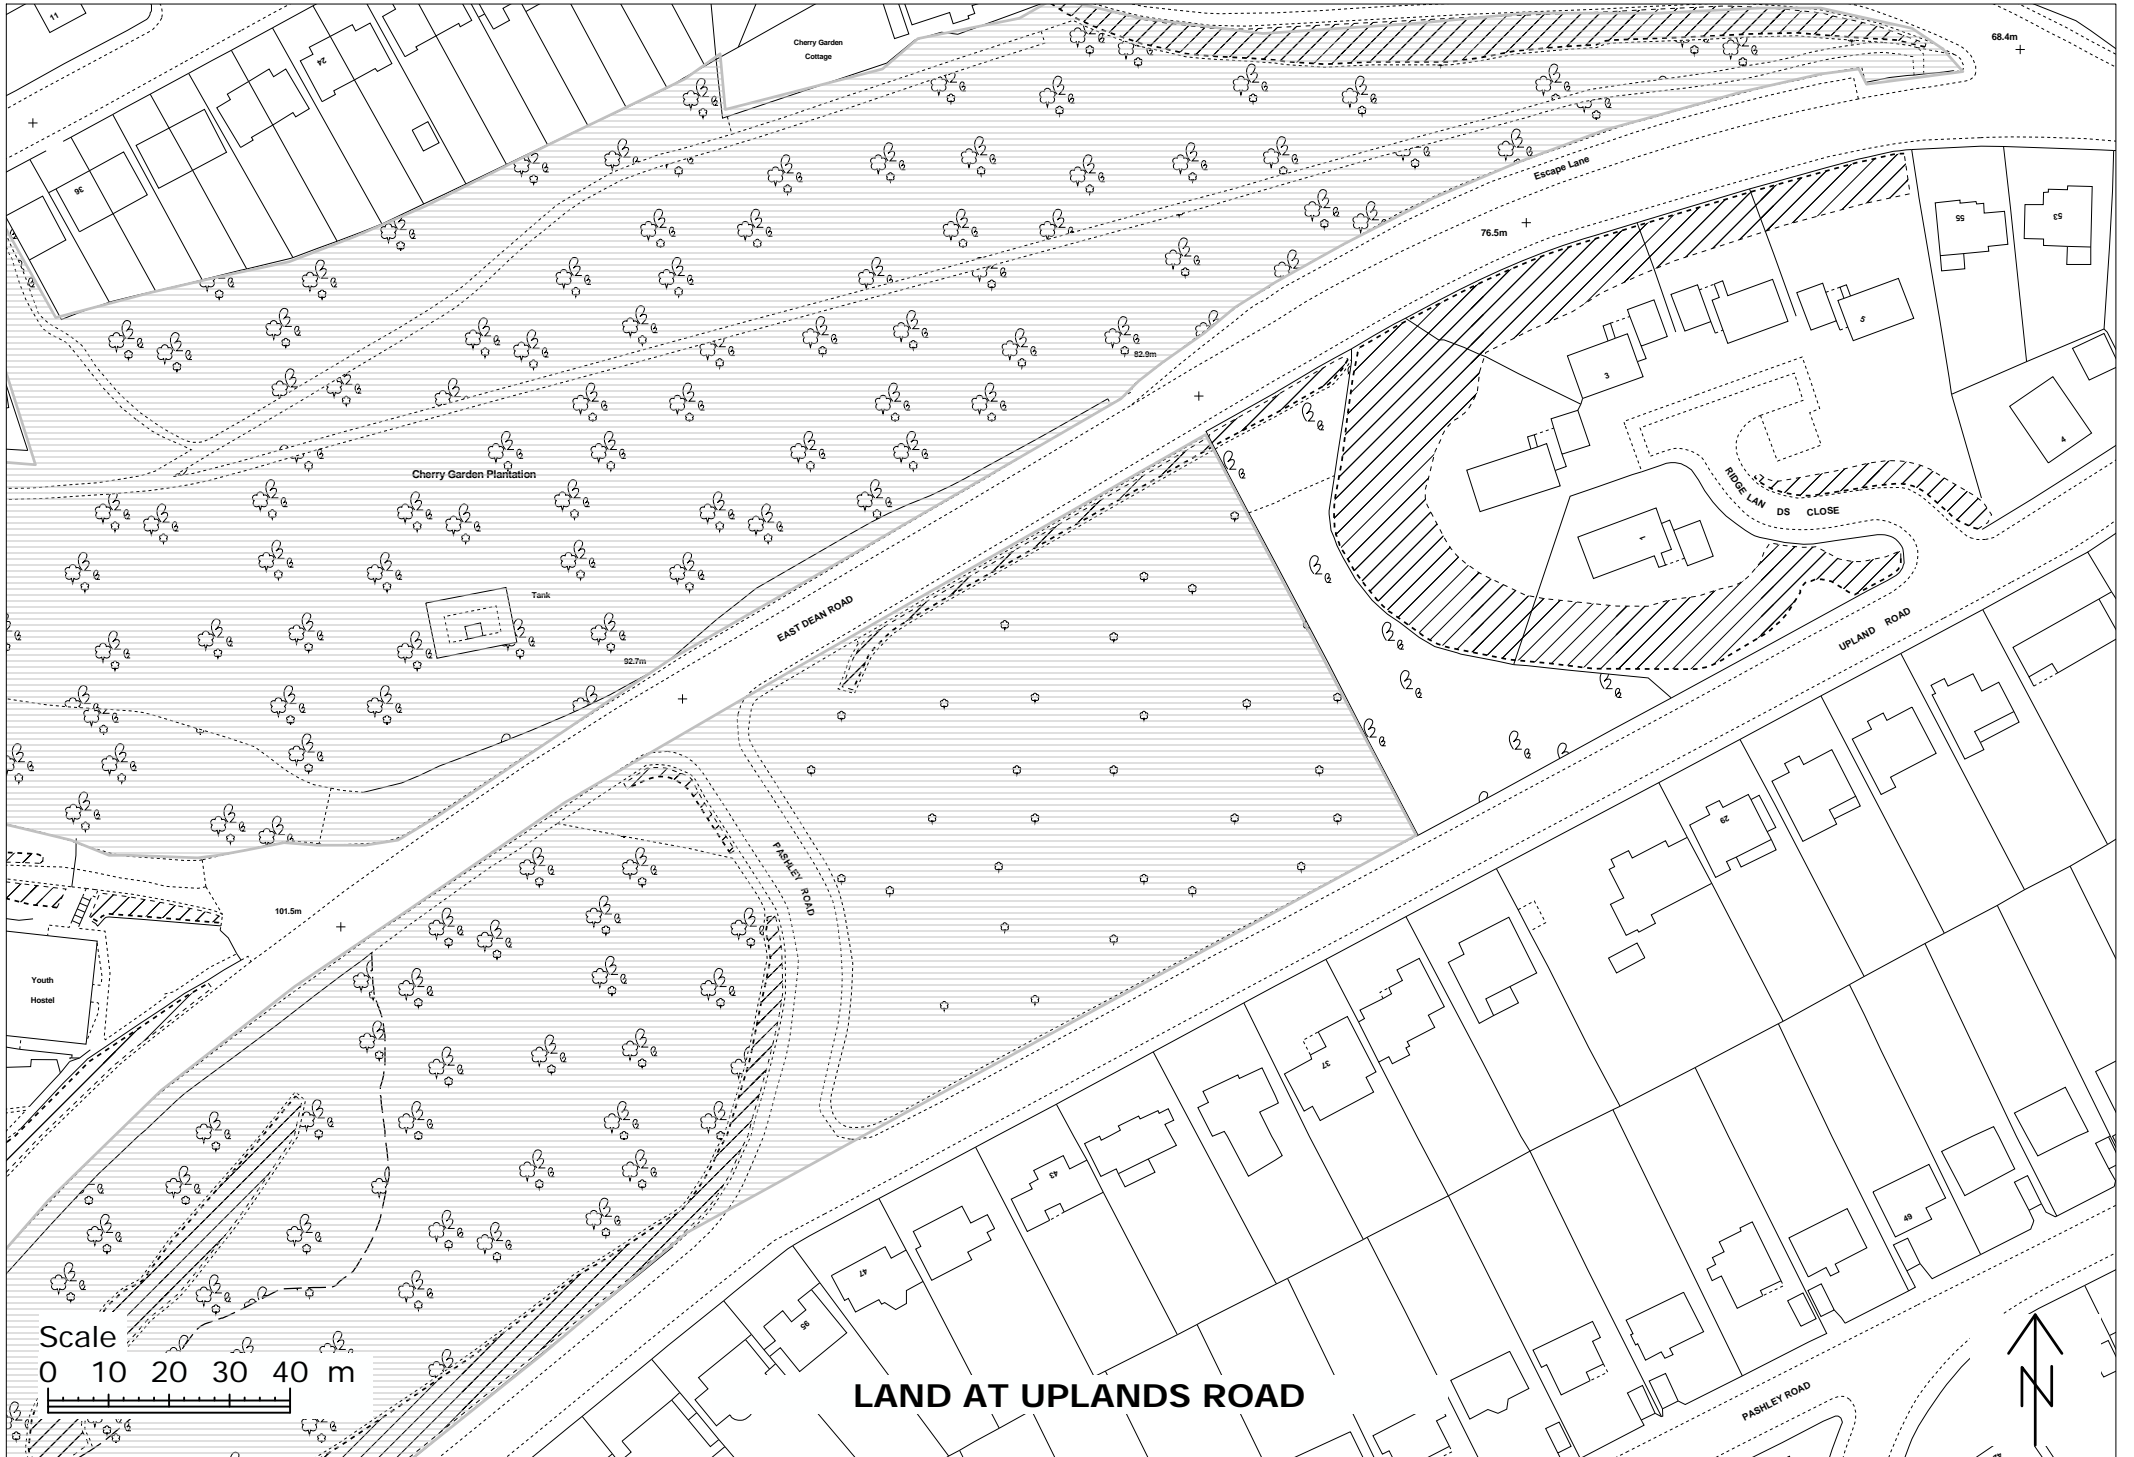 11
Cherry Garden
Cottage
68.4m
24
36
Escape Lane
76.5m
55
53
82.9m
5
3
4
Cherry Garden Plantation
RIDGE LAN
DS CLOSE
1
Tank
EAST DEAN ROAD
UPLAND ROAD
92.7m
29
PASHLEY ROAD
101.5m
Youth
Hostel
37
43
49
47
95
Scale
0 10 20 30 40 m
LAND AT UPLANDS ROAD
PASHLEY ROAD
N